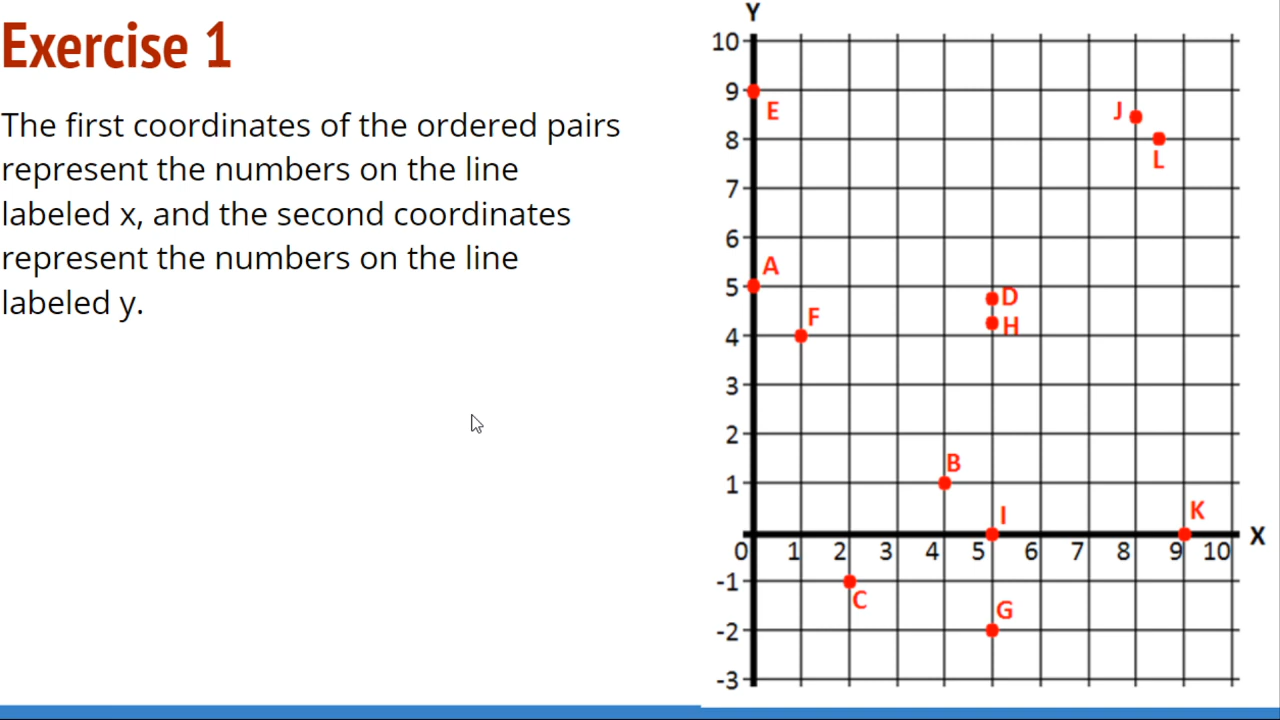 Exercise 1
The first coordinates of the ordered pairs
represent the numbers on the line
labeled x, and the second coordinates
represent the numbers on the line
labeled y.
Y
10
9
E
J
8
L
7
6
A
5
D
F
H
4
3
2
B
1
I
K
X
0 1 2 3 4 5 6 7 8 9 10
-1
C
G
-2
-3